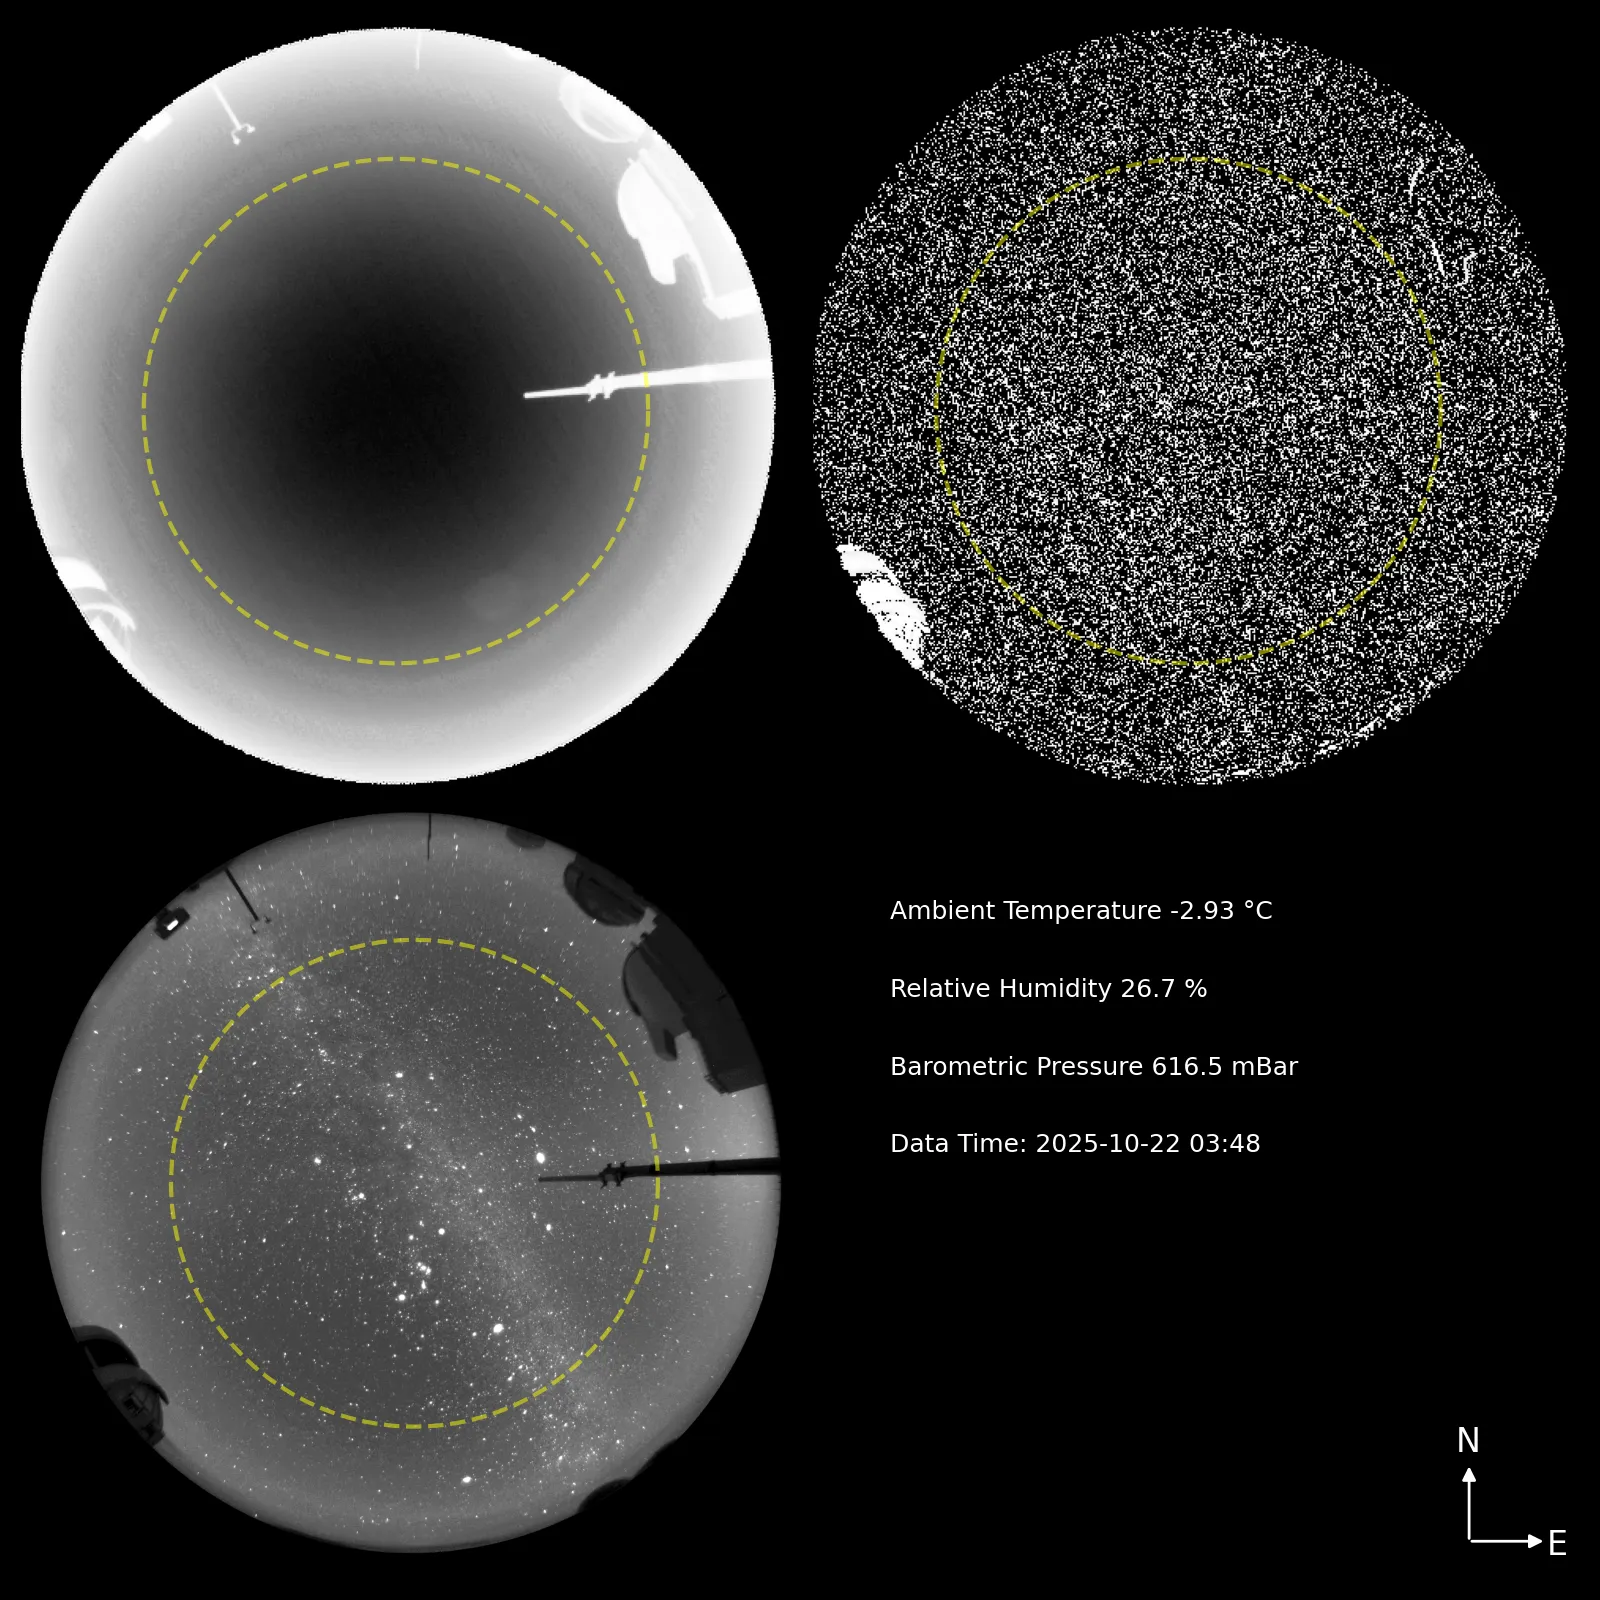 Ambient Temperature -2.93 °C
Relative Humidity 26.7 %
Barometric Pressure 616.5 mBar
Data Time: 2025-10-22 03:48
N
E